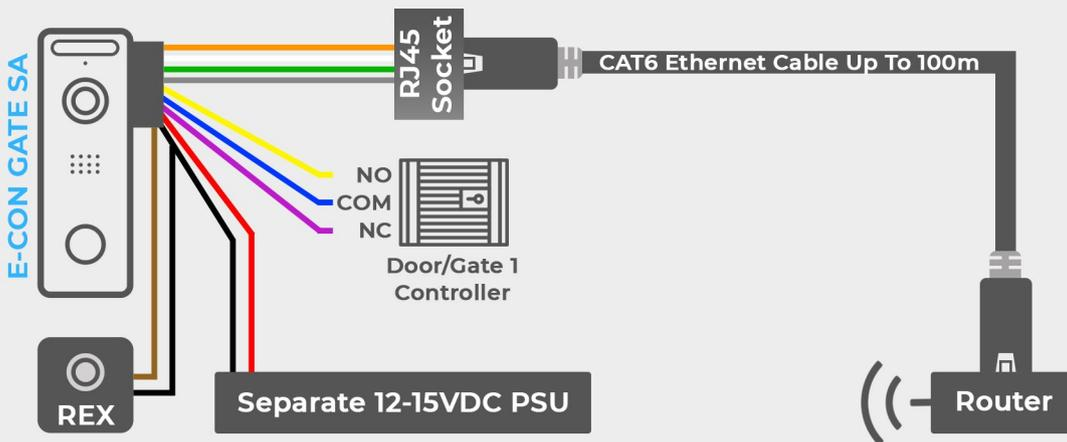 E-CON GATE SA
RJ45
Socket
CAT6 Ethernet Cable Up To 100m
NO
COM
NC
Door/Gate 1
Controller
REX
Separate 12-15VDC PSU
Router